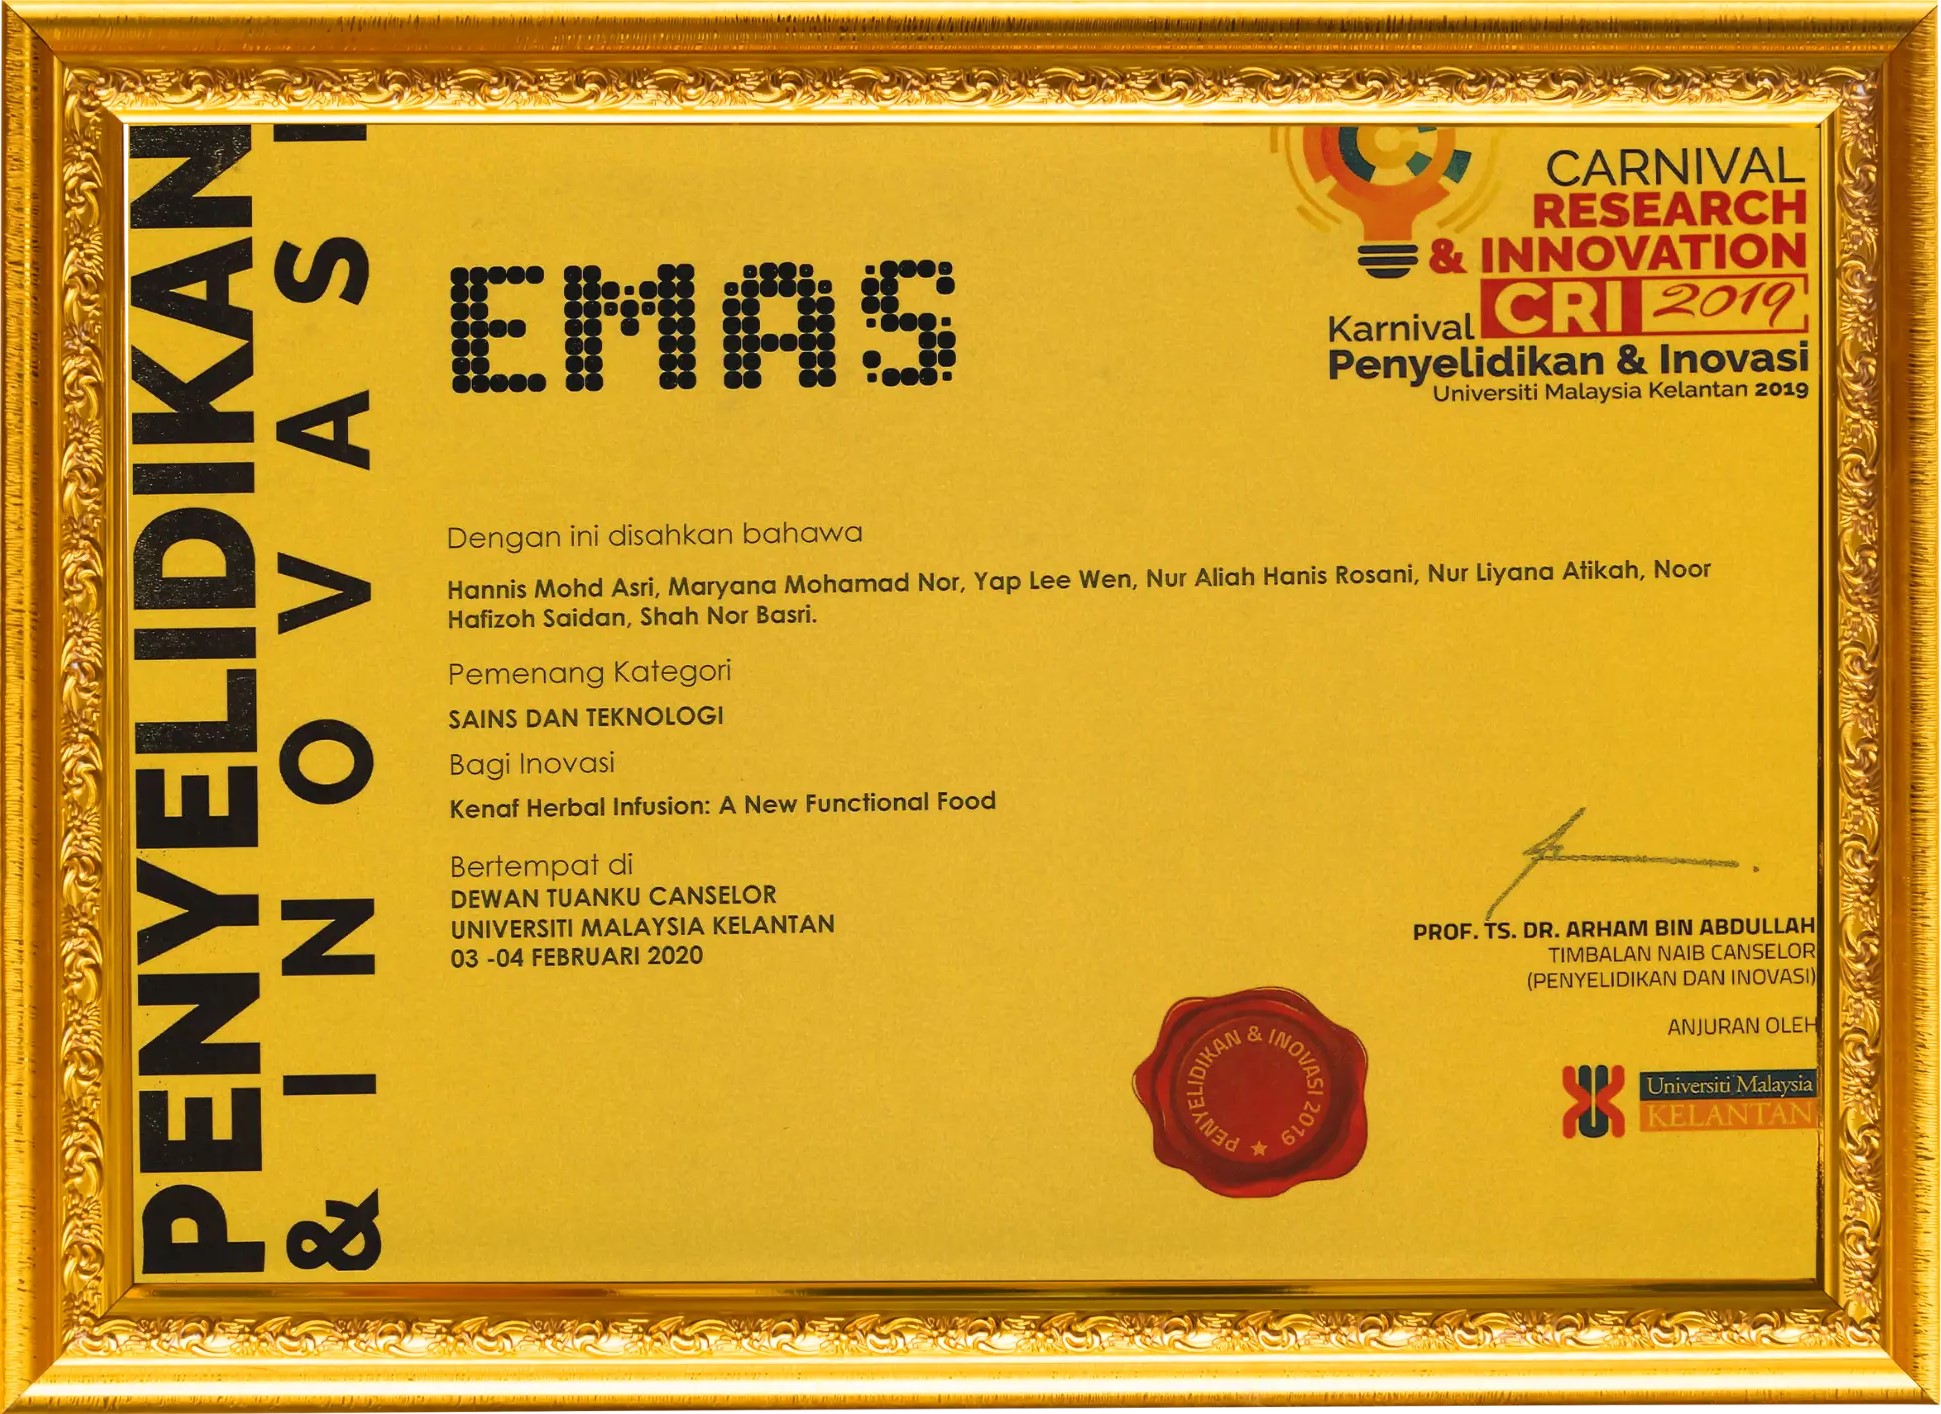 PENYELIDIKAN
& INOVASI
EMAS
CARNIVAL
RESEARCH
& INNOVATION
CRI 2019
Karnival
Penyelidikan & Inovasi
Universiti Malaysia Kelantan 2019
Dengan ini disahkan bahawa
Hannis Mohd Asri, Maryana Mohamad Nor, Yap Lee Wen, Nur Aliah Hanis Rosani, Nur Liyana Atikah, Noor
Hafizoh Saidan, Shah Nor Basri.
Pemenang Kategori
SAINS DAN TEKNOLOGI
Bagi Inovasi
Kenaf Herbal Infusion: A New Functional Food
Bertempat di
DEWAN TUANKU CANSELOR
UNIVERSITI MALAYSIA KELANTAN
03 -04 FEBRUARI 2020
PROF. TS. DR. ARHAM BIN ABDULLAH
TIMBALAN NAIB CANSELOR
(PENYELIDIKAN DAN INOVASI)
ANJURAN OLEH
Universiti Malaysia
KELANTAN
PENYELIDIKAN & INOVASI 2019